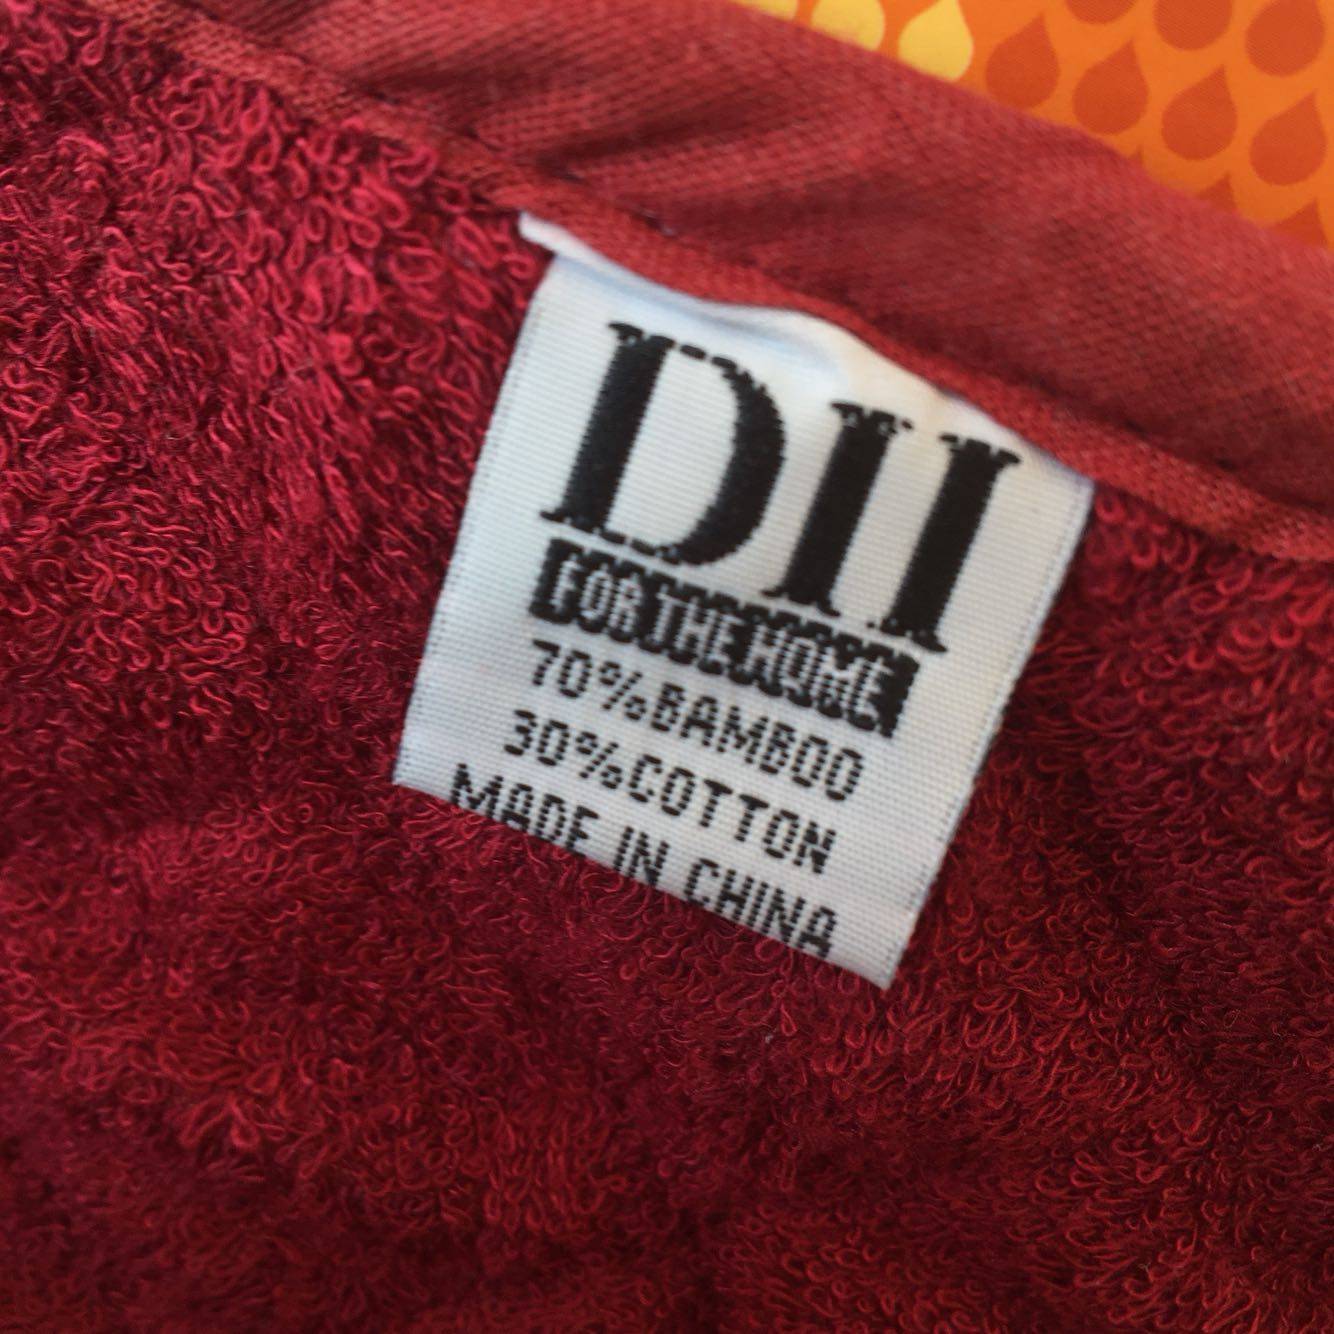 DII
FOR THE HOME
70%BAMBOO
30%COTTON
MADE IN CHINA